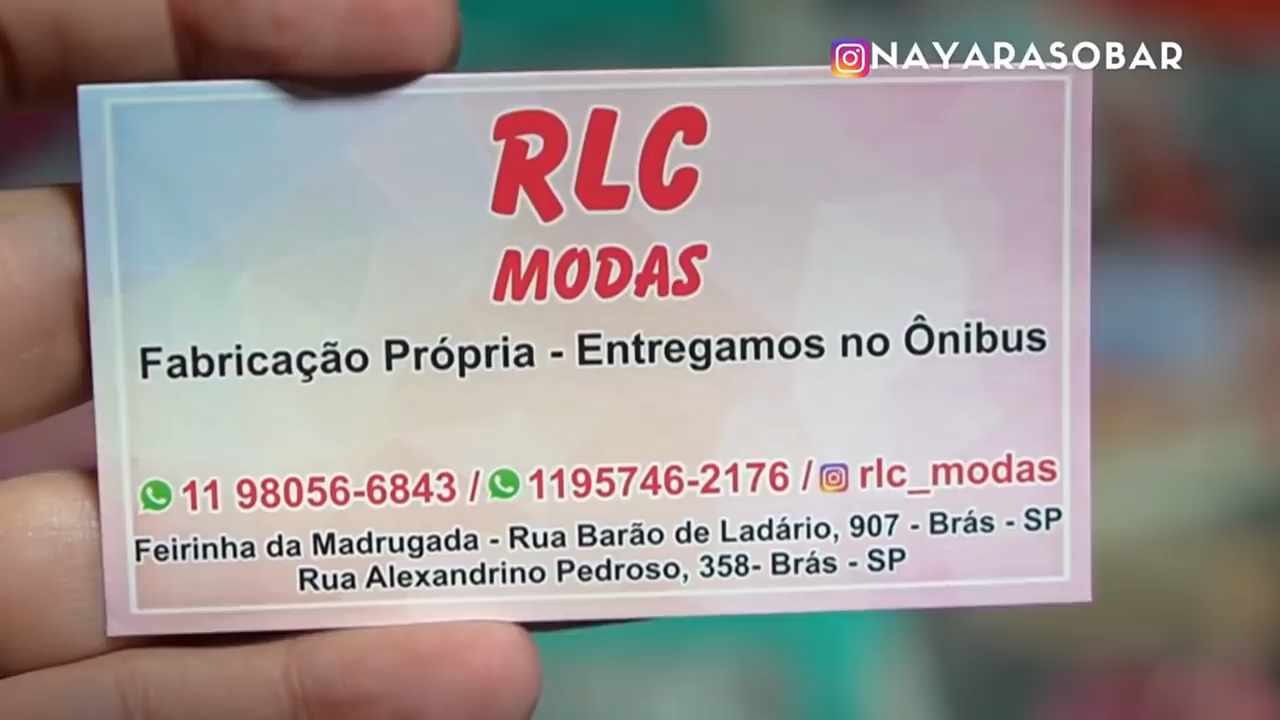 NAYARASOBAR
RLC
MODAS
Fabricação Própria - Entregamos no Ônibus
11 98056-6843 / 1195746-2176 / rlc_modas
Feirinha da Madrugada - Rua Barão de Ladário, 907 - Brás - SP
Rua Alexandrino Pedroso, 358- Brás - SP